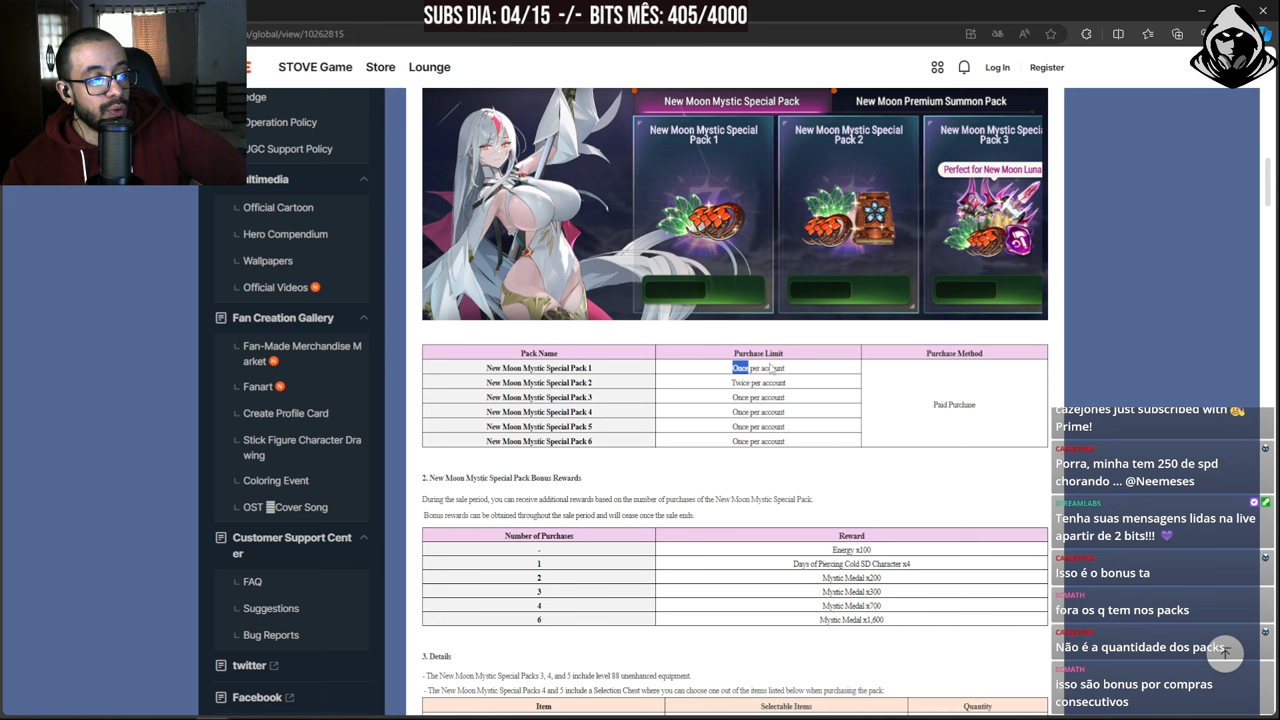 SUBS DIA: 04/15 -/- BITS MÊS: 405/4000
n/global/view/10262815
STOVE Game
Store
Lounge
Log In
Register
edge
Operation Policy
UGC Support Policy
ultimedia
Official Cartoon
Hero Compendium
Wallpapers
Official Videos N
Fan Creation Gallery
Fan-Made Merchandise M
arket N
Fanart N
Create Profile Card
Stick Figure Character Dra
wing
Coloring Event
OST Cover Song
Customer Support Cent
er
FAQ
Suggestions
Bug Reports
twitter
Facebook
New Moon Mystic Special Pack
New Moon Premium Summon Pack
New Moon Mystic Special
Pack 1
New Moon Mystic Special
Pack 2
New Moon Mystic Speci
Pack 3
Perfect for New Moon Luna
Pack Name Purchase Limit Purchase Method
New Moon Mystic Special Pack 1 Once per account
New Moon Mystic Special Pack 2 Twice per account
New Moon Mystic Special Pack 3 Once per account
Paid Purchase
New Moon Mystic Special Pack 4 Once per account
New Moon Mystic Special Pack 5 Once per account
New Moon Mystic Special Pack 6 Once per account
2. New Moon Mystic Special Pack Bonus Rewards
During the sale period, you can receive additional rewards based on the number of purchases of the New Moon Mystic Special Pack.
Bonus rewards can be obtained throughout the sale period and will cease once the sale ends.
Number of Purchases Reward
- Energy x100
1 Days of Piercing Cold SD Character x4
2 Mystic Medal x200
3 Mystic Medal x300
4 Mystic Medal x700
6 Mystic Medal x1,600
3. Details
- The New Moon Mystic Special Packs 3, 4, and 5 include level 88 unenhanced equipment.
- The New Moon Mystic Special Packs 4 and 5 include a Selection Chest where you can choose one out of the items listed below when purchasing the pack;
Item Selectable Items Quantity
cazejones just subscribed with
Prime!
CAZEJONES
Porra, minha tem 250 de spd
chorando ... @Neemeses
STREAMLABS
Tenha suas mensagens lidas na live
apartir de 2 bits!!!
CAZEJONES
Isso é o bonus ta
SCMATH
fora os q tem nos packs
CAZEJONES
Não é a quantidade dos packs
SCMATH
isso são bonus por compras
consecutivos